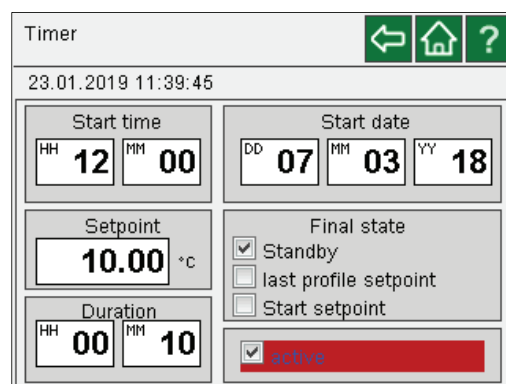 Timer ?
23.01.2019 11:39:45
Start time
HH 12 MM 00
Start date
DD 07 MM 03 YY 18
Setpoint
10.00 °C
Final state
Standby
last profile setpoint
Start setpoint
Duration
HH 00 MM 10
active